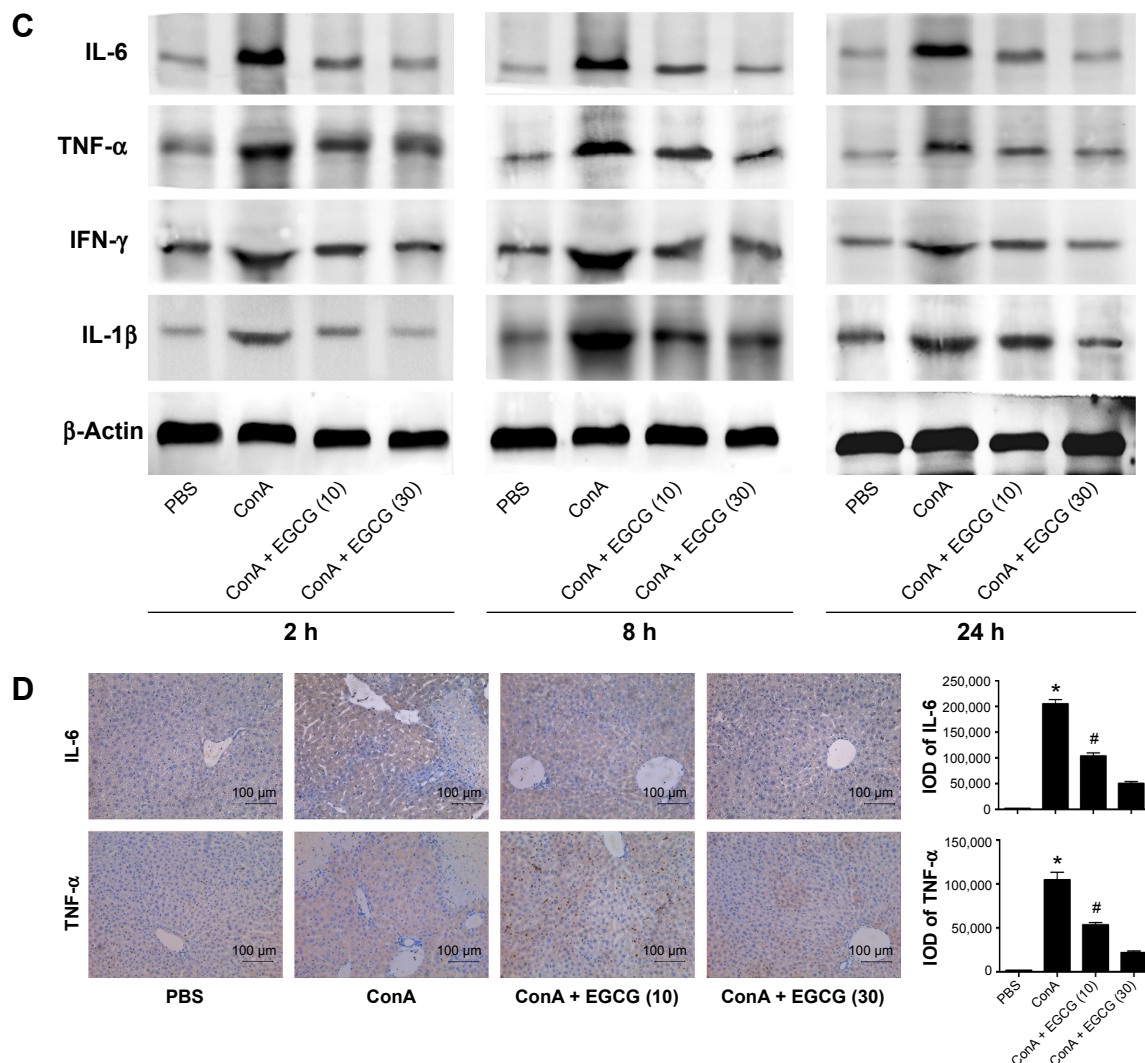 C
IL-6
TNF-α
IFN-γ
IL-1β
β-Actin
PBS
ConA
ConA + EGCG (10)
ConA + EGCG (30)
PBS
ConA
ConA + EGCG (10)
ConA + EGCG (30)
PBS
ConA
ConA + EGCG (10)
ConA + EGCG (30)
2 h
8 h
24 h
D
IL-6
100 µm
100 µm
100 µm
100 µm
TNF-α
100 µm
100 µm
100 µm
100 µm
PBS
ConA
ConA + EGCG (10)
ConA + EGCG (30)
IOD of IL-6
250,000
200,000
150,000
100,000
50,000
0
*
#
IOD of TNF-α
150,000
100,000
50,000
0
*
#
PBS
ConA
ConA + EGCG (10)
ConA + EGCG (30)